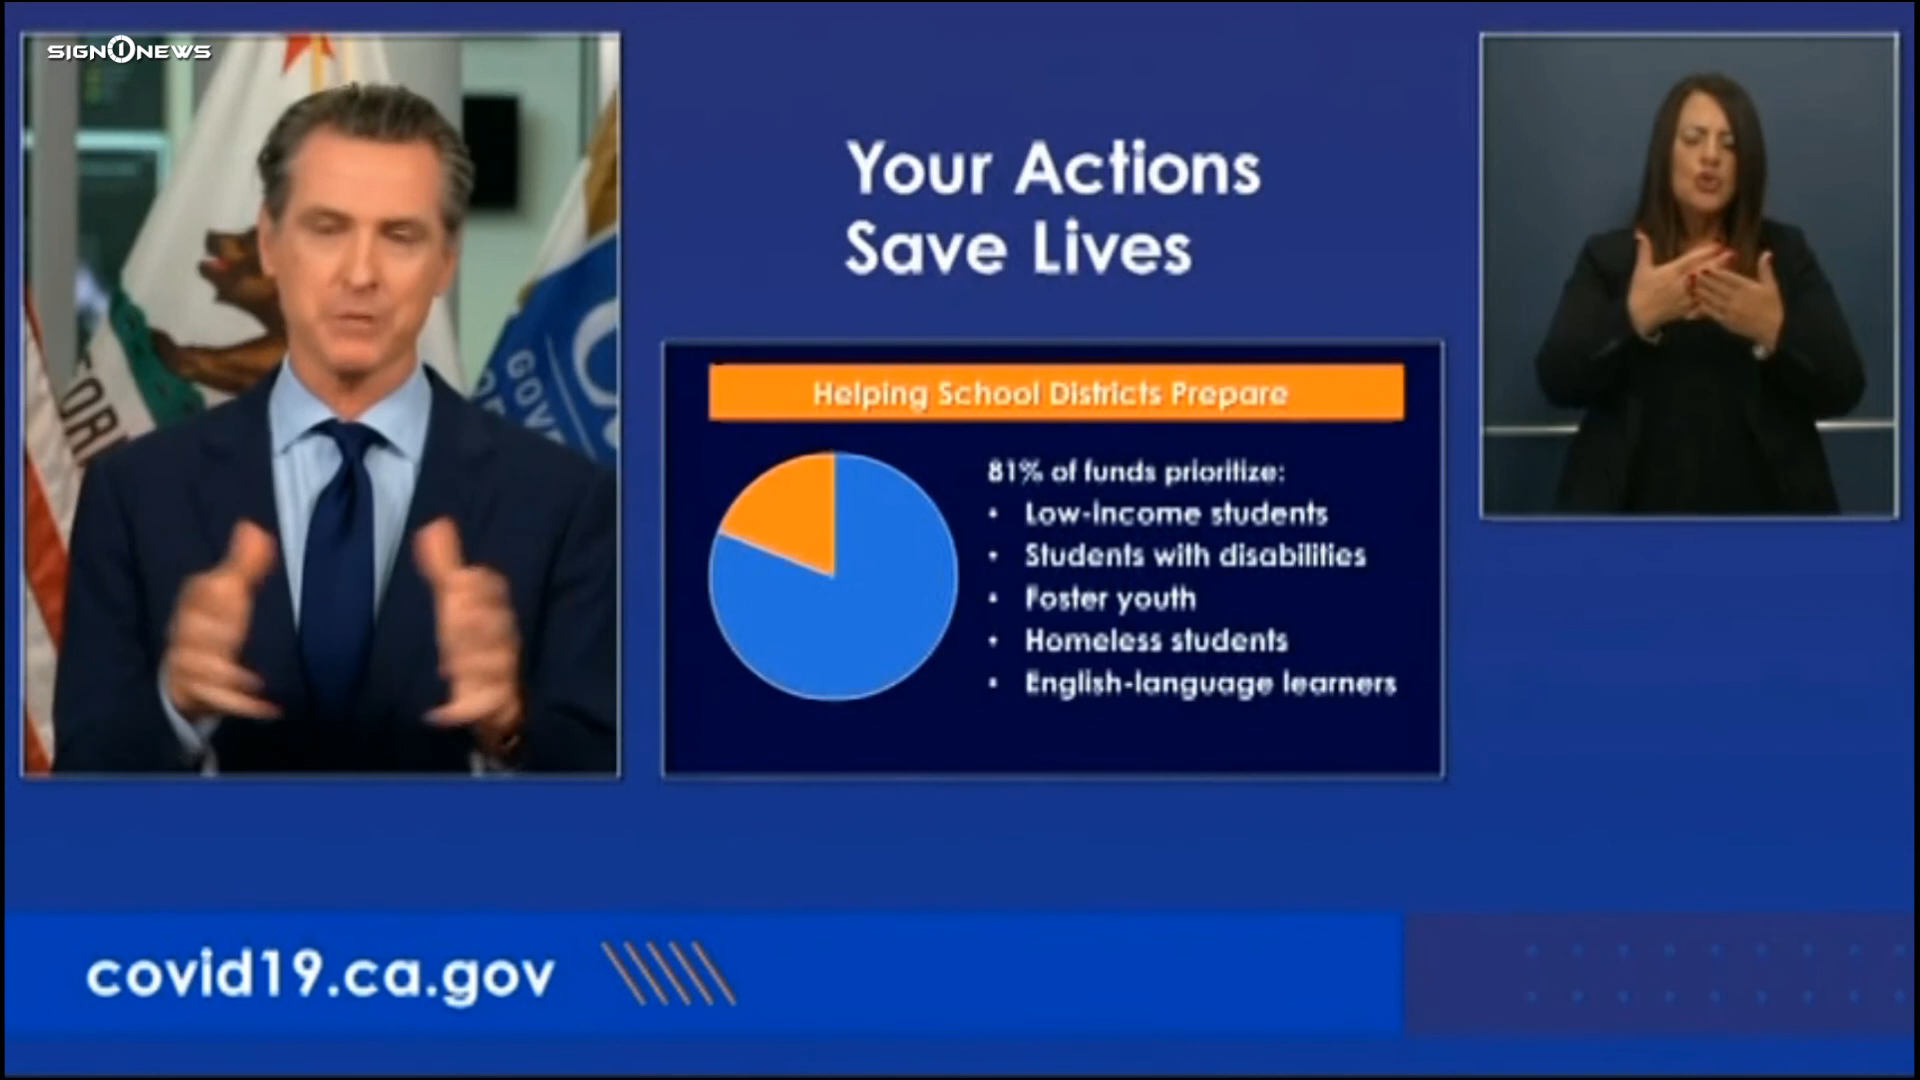 SIGN1NEWS
Your Actions
Save Lives
Helping School Districts Prepare
81% of funds prioritize:
• Low-income students
• Students with disabilities
• Foster youth
• Homeless students
• English-language learners
GOVE
covid19.ca.gov